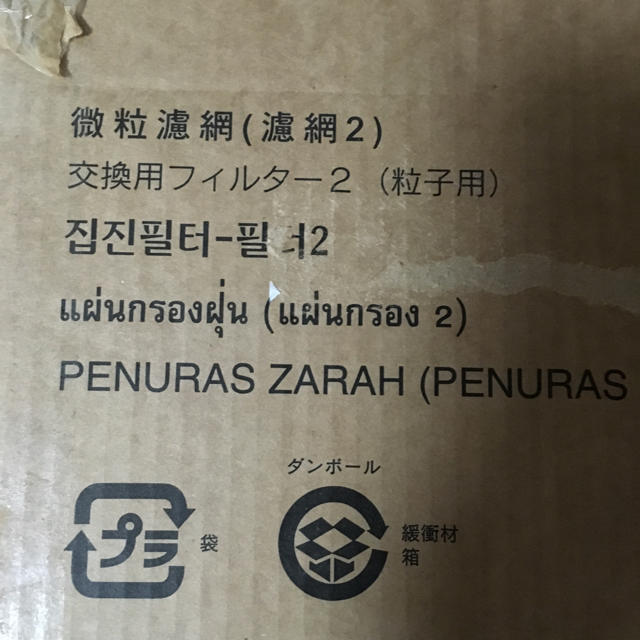 微粒濾網(濾網2)
交換用フィルター2 (粒子用)
집진필터-필터2
แผ่นกรองฝุ่น (แผ่นกรอง 2)
PENURAS ZARAH (PENURAS
ダンボール
プラ 袋
緩衝材
箱